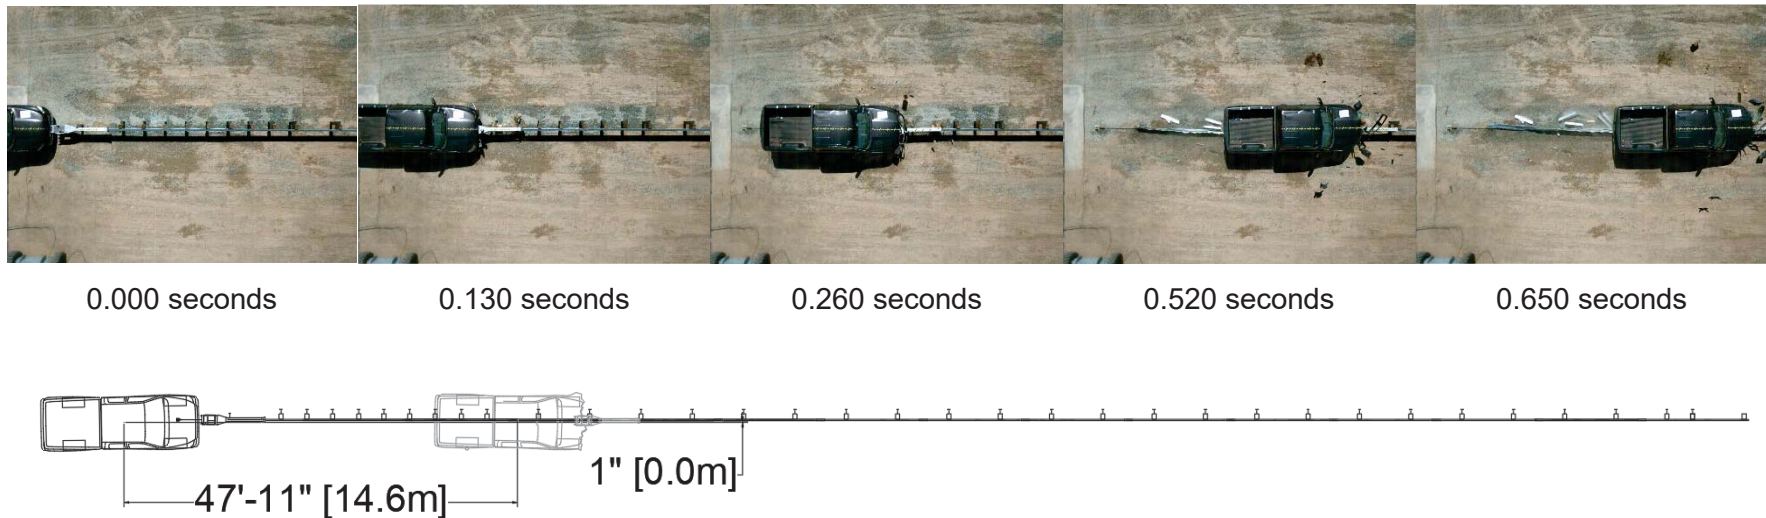 0.000 seconds
0.130 seconds
0.260 seconds
0.520 seconds
0.650 seconds
1" [0.0m]
47'-11" [14.6m]